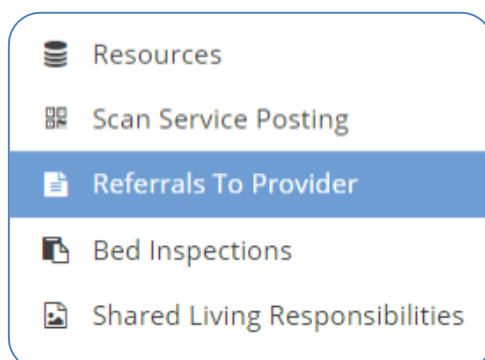 Resources
Scan Service Posting
Referrals To Provider
Bed Inspections
Shared Living Responsibilities